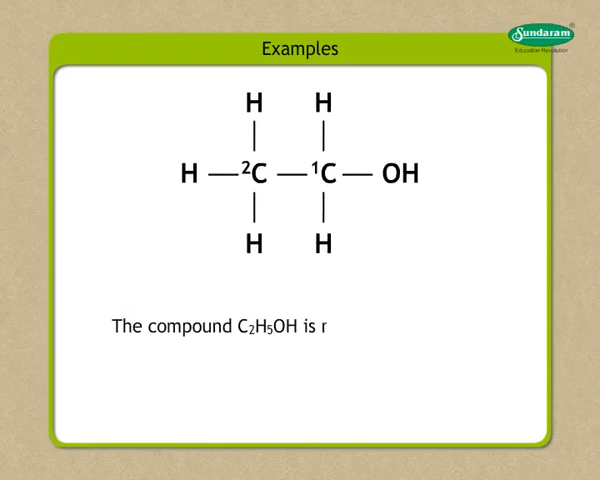 Sundaram
®
Education Revolution
Examples
H H
H — ²C — ¹C — OH
H H
The compound C₂H₅OH is r